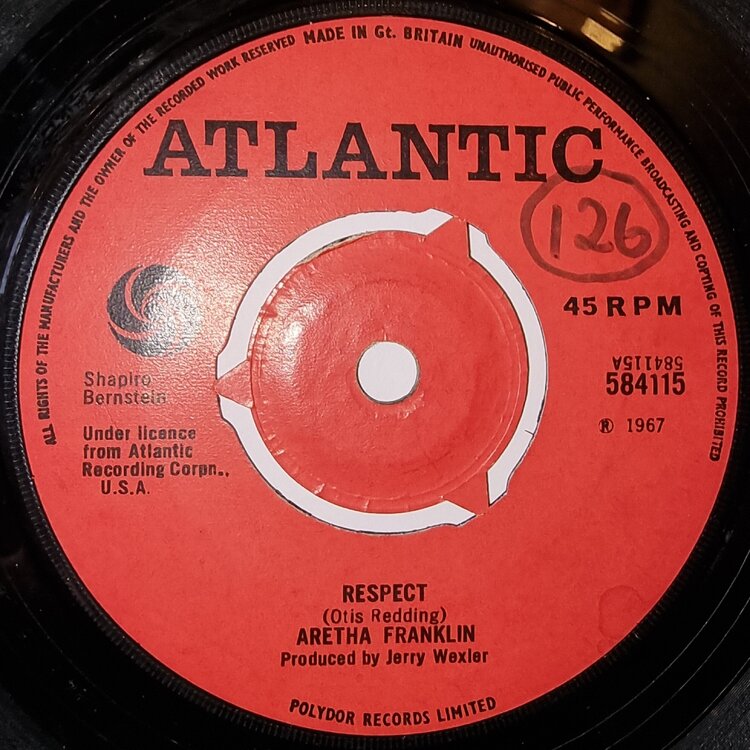 ALL RIGHTS OF THE MANUFACTURERS AND THE OWNER OF THE RECORDED WORK RESERVED MADE IN Gt. BRITAIN UNAUTHORISED PUBLIC PERFORMANCE BROADCASTING AND COPYING OF THIS RECORD PROHIBITED
ATLANTIC
126
45 RPM
584115A
584115
Ⓡ 1967
Shapiro
Bernstein
Under licence
from Atlantic
Recording Corpn.,
U.S.A.
RESPECT
(Otis Redding)
ARETHA FRANKLIN
Produced by Jerry Wexler
POLYDOR RECORDS LIMITED